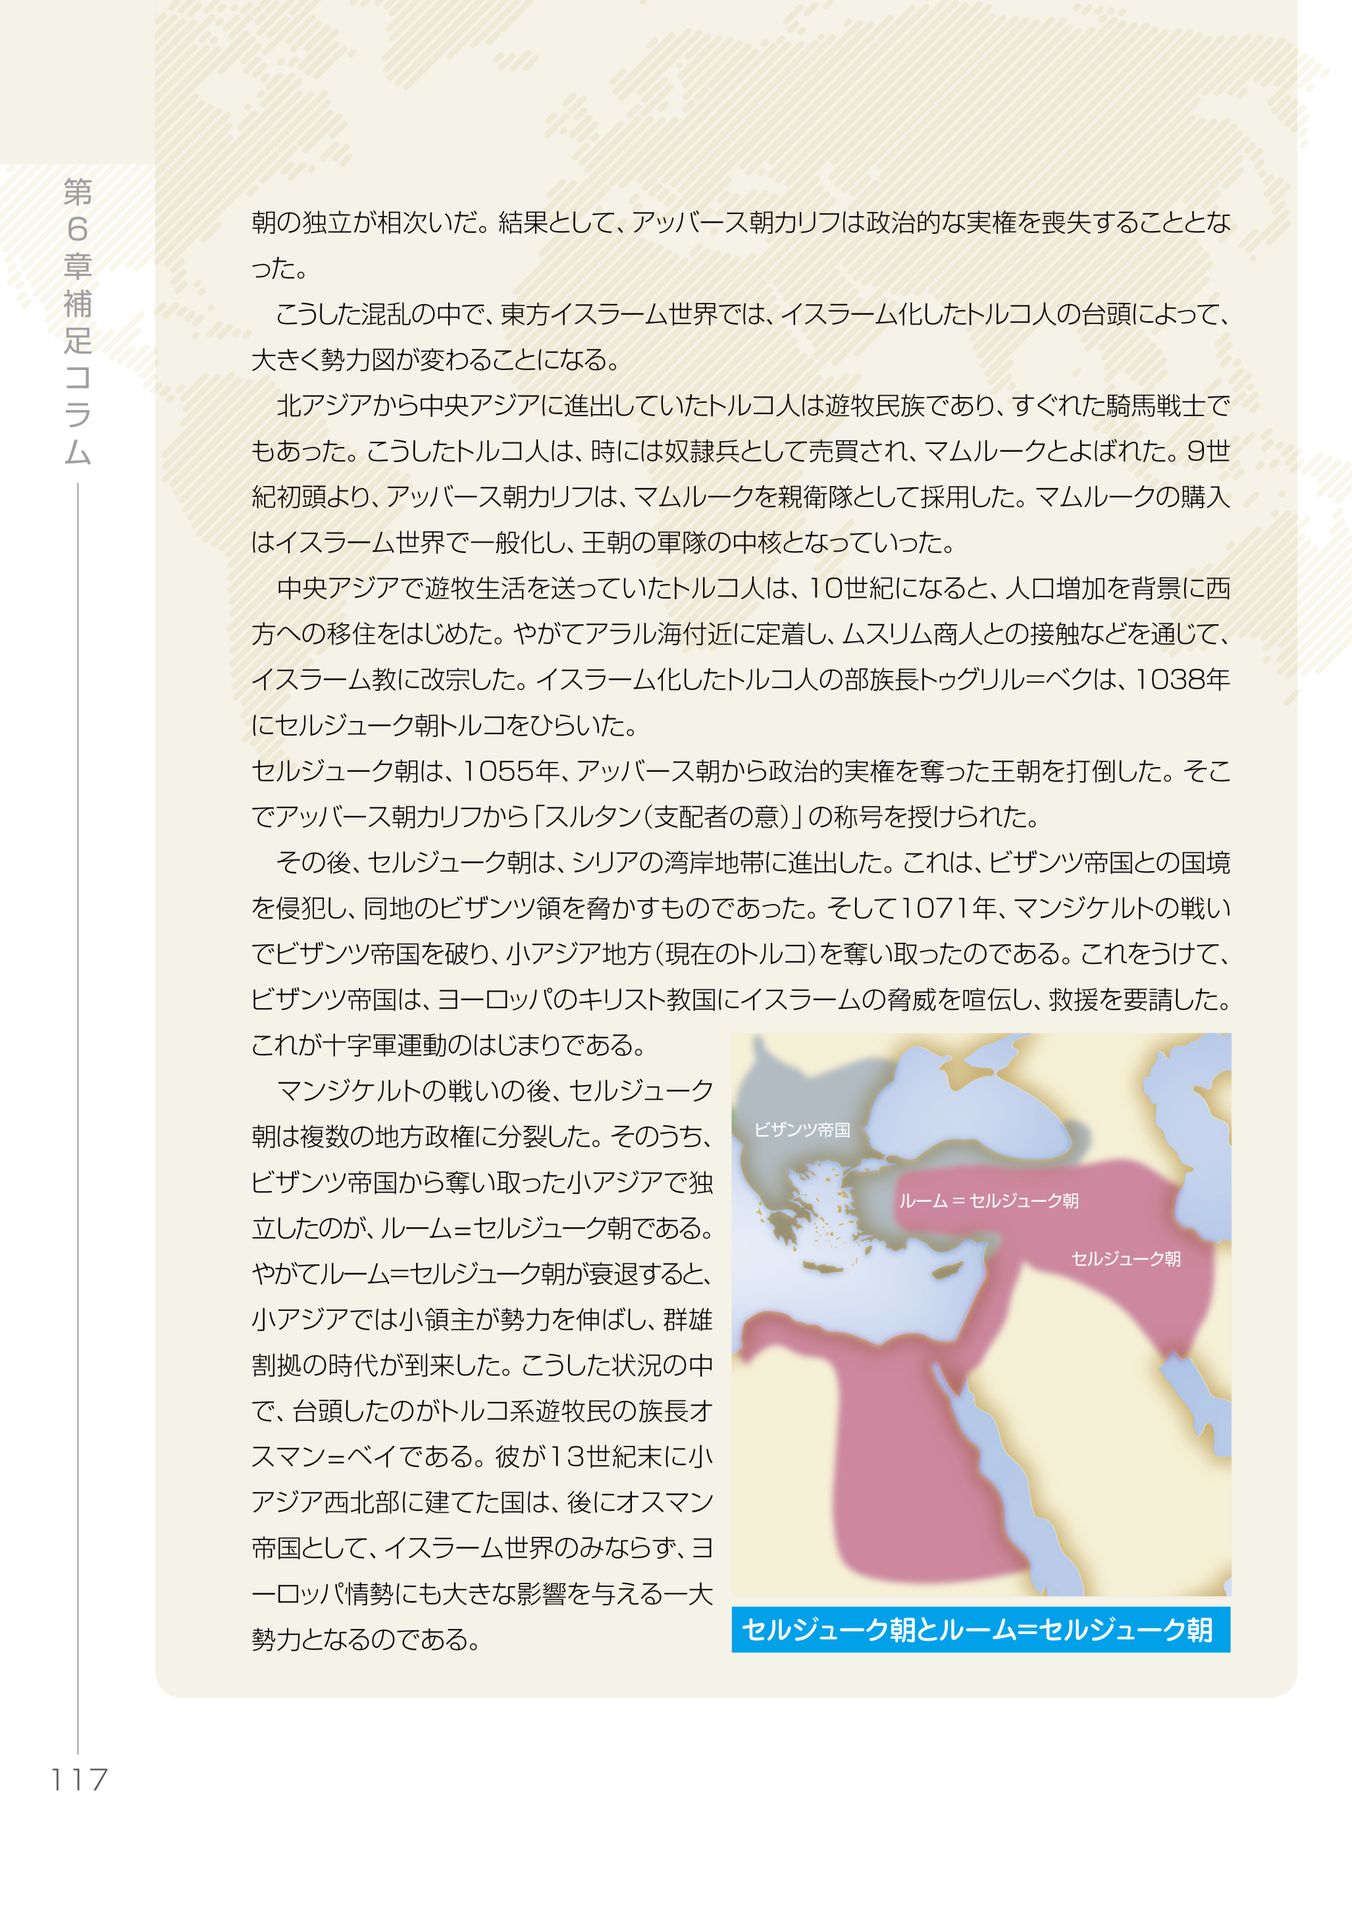 第6章補足コラム
朝の独立が相次いだ。結果として、アッバース朝カリフは政治的な実権を喪失することとな
った。
こうした混乱の中で、東方イスラーム世界では、イスラーム化したトルコ人の台頭によって、
大きく勢力図が変わることになる。
北アジアから中央アジアに進出していたトルコ人は遊牧民族であり、すぐれた騎馬戦士で
もあった。こうしたトルコ人は、時には奴隷兵として売買され、マムルークとよばれた。9世
紀初頭より、アッバース朝カリフは、マムルークを親衛隊として採用した。マムルークの購入
はイスラーム世界で一般化し、王朝の軍隊の中核となっていった。
中央アジアで遊牧生活を送っていたトルコ人は、10世紀になると、人口増加を背景に西
方への移住をはじめた。やがてアラル海付近に定着し、ムスリム商人との接触などを通じて、
イスラーム教に改宗した。イスラーム化したトルコ人の部族長トゥグリル=ベクは、1038年
にセルジューク朝トルコをひらいた。
セルジューク朝は、1055年、アッバース朝から政治的実権を奪った王朝を打倒した。そこ
でアッバース朝カリフから「スルタン(支配者の意)」の称号を授けられた。
その後、セルジューク朝は、シリアの湾岸地帯に進出した。これは、ビザンツ帝国との国境
を侵犯し、同地のビザンツ領を脅かすものであった。そして1071年、マンジケルトの戦い
でビザンツ帝国を破り、小アジア地方(現在のトルコ)を奪い取ったのである。これをうけて、
ビザンツ帝国は、ヨーロッパのキリスト教国にイスラームの脅威を喧伝し、救援を要請した。
これが十字軍運動のはじまりである。
マンジケルトの戦いの後、セルジューク
朝は複数の地方政権に分裂した。そのうち、
ビザンツ帝国から奪い取った小アジアで独
立したのが、ルーム=セルジューク朝である。
やがてルーム=セルジューク朝が衰退すると、
小アジアでは小領主が勢力を伸ばし、群雄
割拠の時代が到来した。こうした状況の中
で、台頭したのがトルコ系遊牧民の族長オ
スマン=ベイである。彼が13世紀末に小
アジア西北部に建てた国は、後にオスマン
帝国として、イスラーム世界のみならず、ヨ
ーロッパ情勢にも大きな影響を与える一大
勢力となるのである。
ビザンツ帝国
ルーム=セルジューク朝
セルジューク朝
セルジューク朝とルーム=セルジューク朝
117